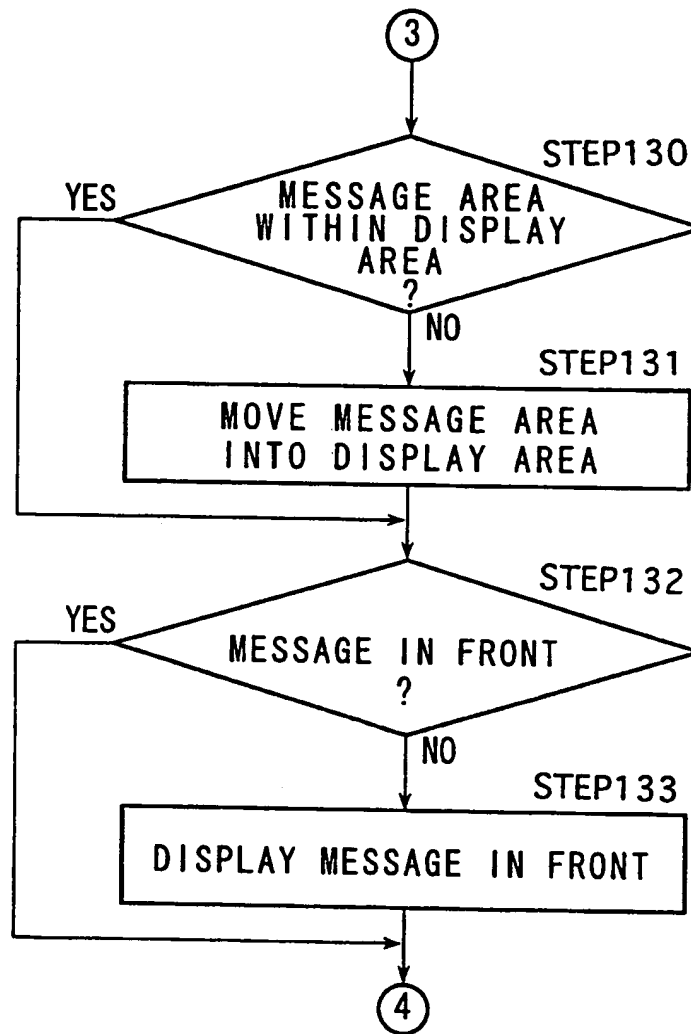 3
STEP130
YES
MESSAGE AREA
WITHIN DISPLAY
AREA
?
NO
STEP131
MOVE MESSAGE AREA
INTO DISPLAY AREA
STEP132
YES
MESSAGE IN FRONT
?
NO
STEP133
DISPLAY MESSAGE IN FRONT
4